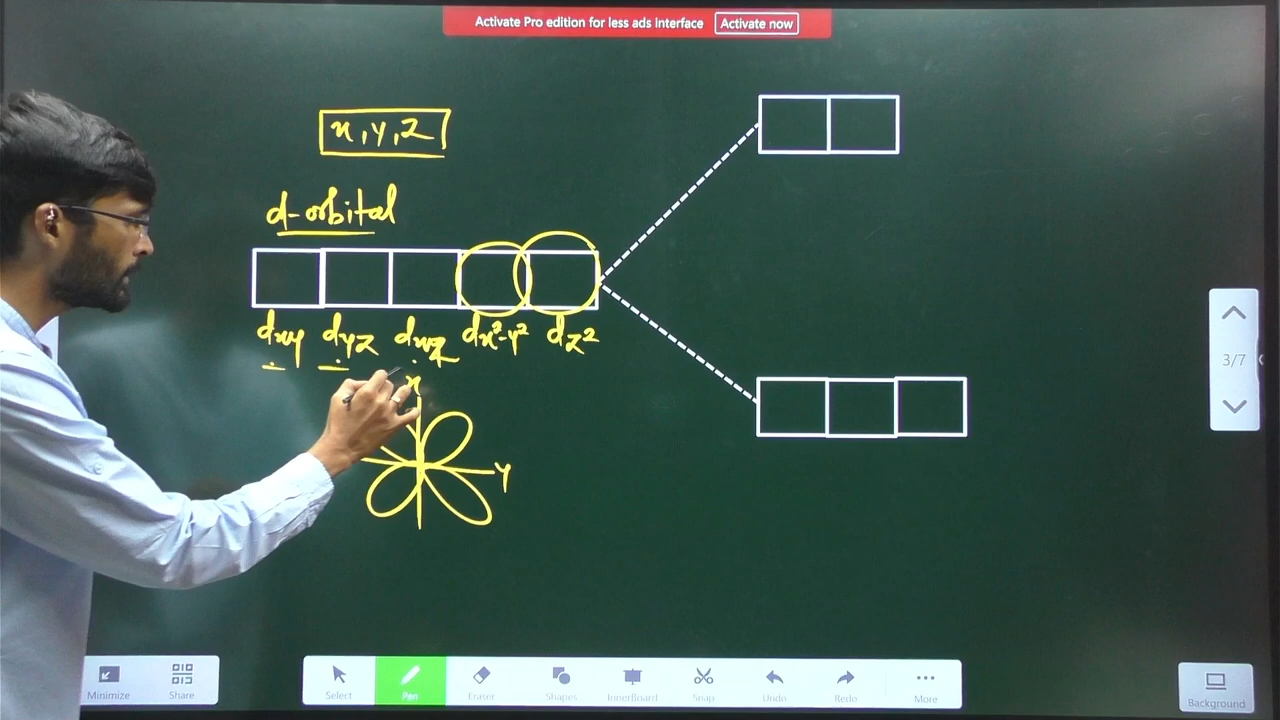 Activate Pro edition for less ads interface Activate now
x, y, z
d-orbital
dxy dyz dxz dx²-y² dz²
x
y
3/7
Minimize Share Select Pen Eraser Shapes InnerBoard Snap Undo Redo More Background